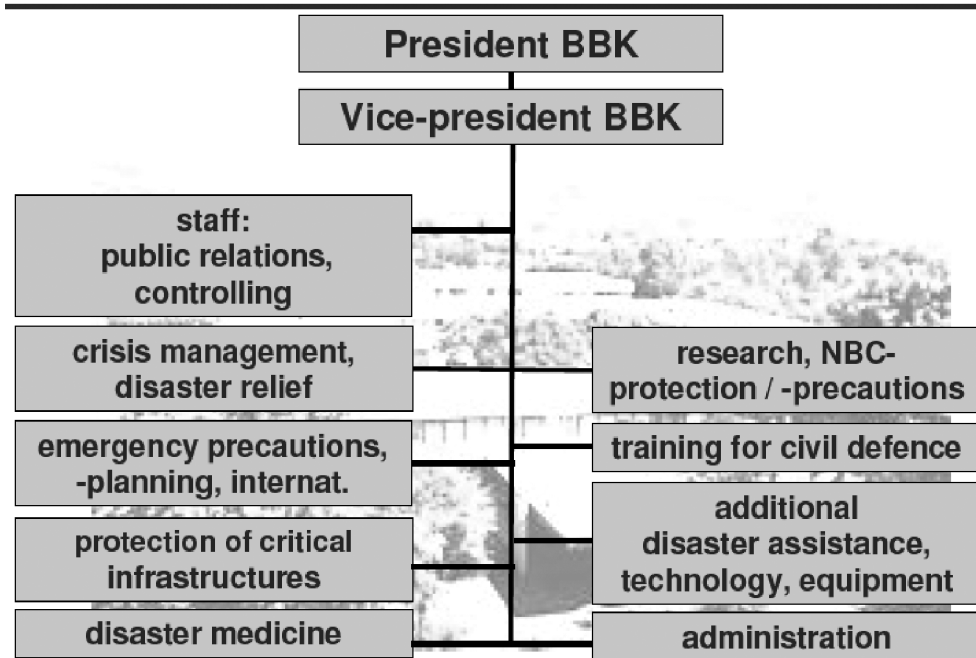 President BBK
Vice-president BBK
staff:
public relations,
controlling
crisis management,
disaster relief
emergency precautions,
-planning, internat.
protection of critical
infrastructures
disaster medicine
research, NBC-
protection / -precautions
training for civil defence
additional
disaster assistance,
technology, equipment
administration